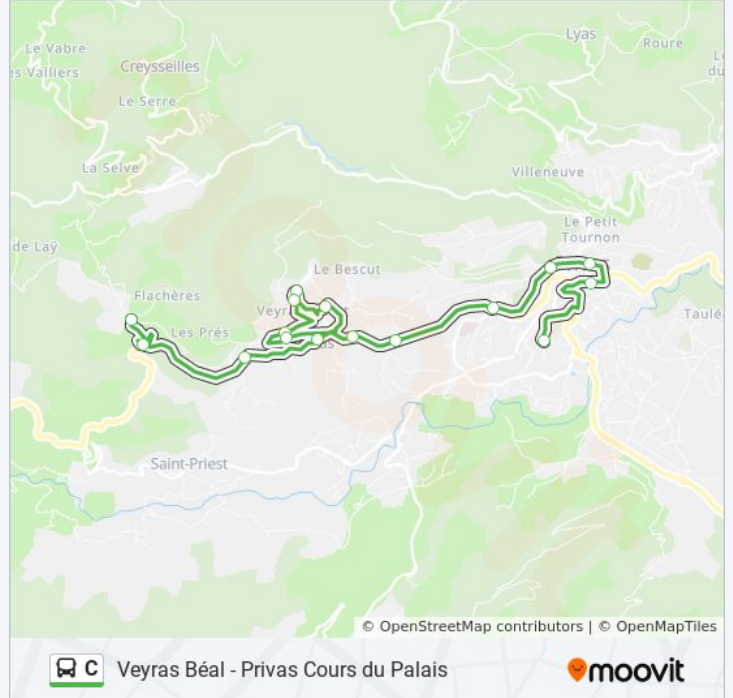 Le Vabre
Lyas
Roure
es Valliers
Creysseilles
Le Serre
La Selve
Villeneuve
Le Petit
Tournon
de Laÿ
Le Bescut
Flachères
Les Prés
Saint-Priest
© OpenStreetMap contributors | © OpenMapTiles
C Veyras Béal - Privas Cours du Palais
moovit